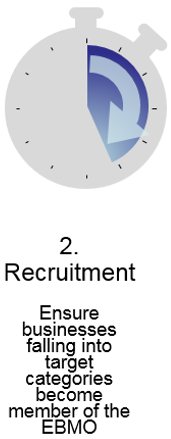 2.
Recruitment
Ensure
businesses
falling into
target
categories
become
member of the
EBMO